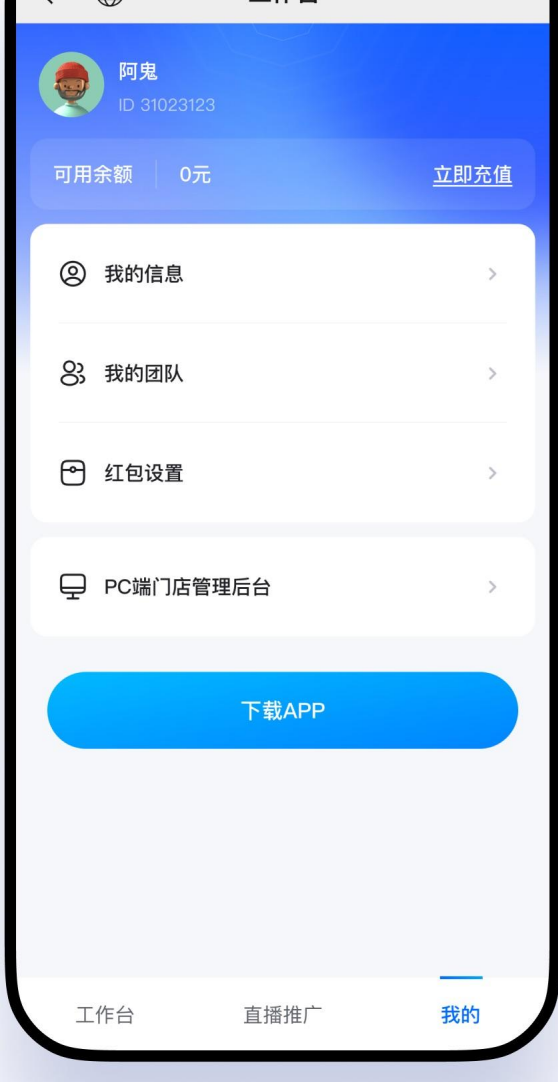 阿鬼
ID 31023123
可用余额 0元 立即充值
我的信息
我的团队
红包设置
PC端门店管理后台
下载APP
工作台 直播推广 我的